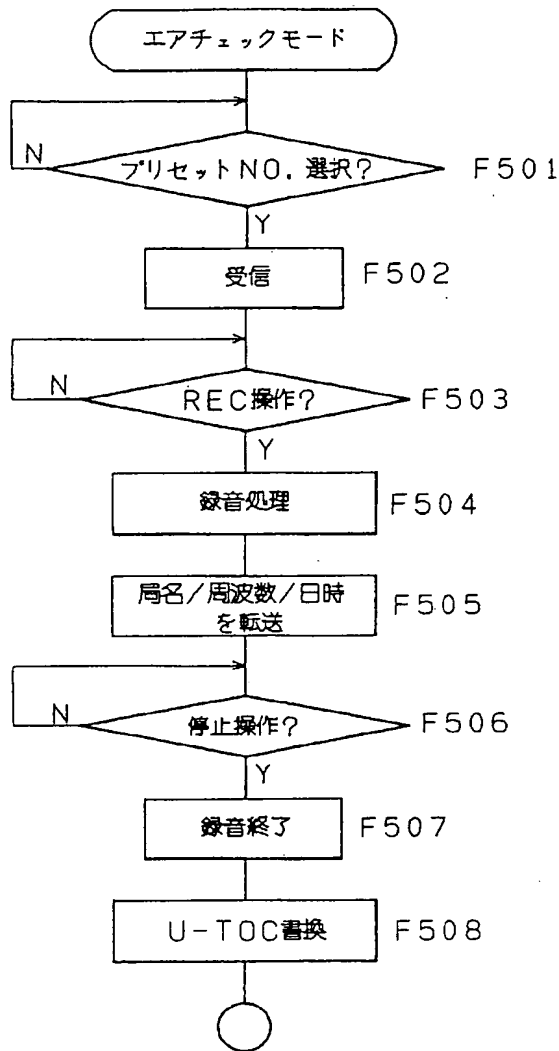 エアチェックモード
N
プリセットNO.選択?
F501
Y
受信
F502
N
REC操作?
F503
Y
録音処理
F504
局名/周波数/日時
を転送
F505
N
停止操作?
F506
Y
録音終了
F507
U-TOC書換
F508